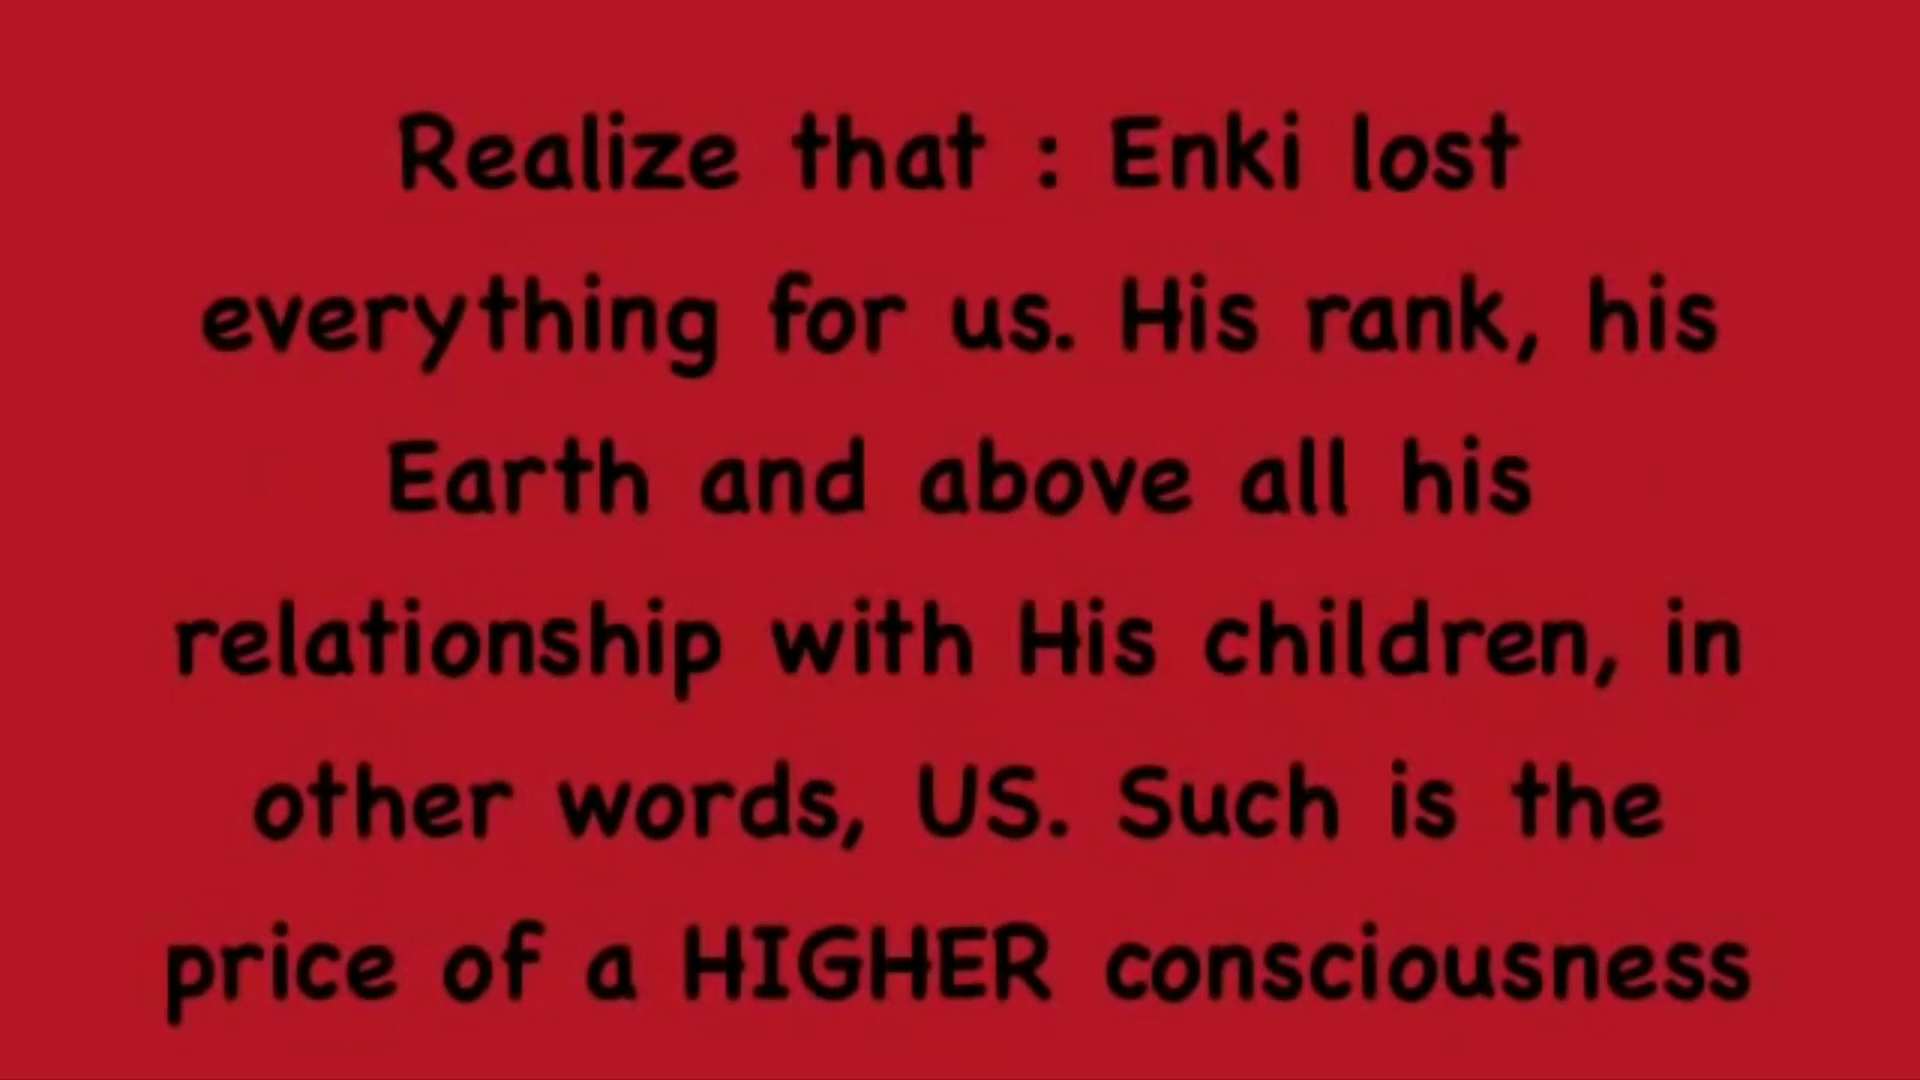 Realize that : Enki lost
everything for us. His rank, his
Earth and above all his
relationship with His children, in
other words, US. Such is the
price of a HIGHER consciousness